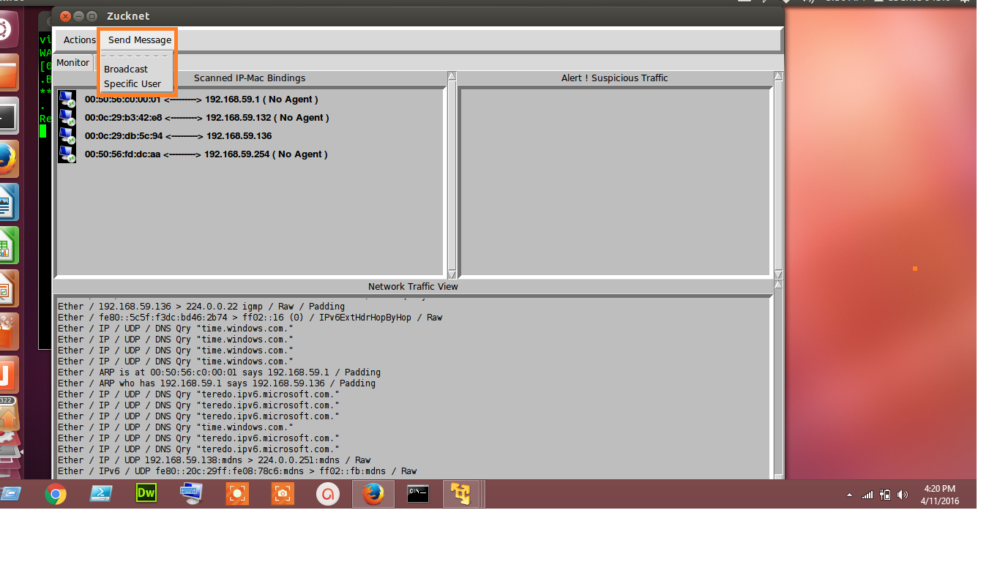 Zucknet
Actions Send Message
Monitor
Broadcast
Specific User
Scanned IP-Mac Bindings
Alert ! Suspicious Traffic
00:50:56:c0:00:01 <---------> 192.168.59.1 ( No Agent )
00:0c:29:b3:42:e8 <---------> 192.168.59.132 ( No Agent )
00:0c:29:db:5c:94 <---------> 192.168.59.136
00:50:56:fd:dc:aa <---------> 192.168.59.254 ( No Agent )
Network Traffic View
Ether / 192.168.59.136 > 224.0.0.22 igmp / Raw / Padding
Ether / fe80::5c5f:f3dc:bd46:2b74 > ff02::16 (0) / IPv6ExtHdrHopByHop / Raw
Ether / IP / UDP / DNS Qry "time.windows.com."
Ether / IP / UDP / DNS Qry "time.windows.com."
Ether / IP / UDP / DNS Qry "time.windows.com."
Ether / IP / UDP / DNS Qry "time.windows.com."
Ether / ARP is at 00:50:56:c0:00:01 says 192.168.59.1 / Padding
Ether / ARP who has 192.168.59.1 says 192.168.59.136 / Padding
Ether / IP / UDP / DNS Qry "teredo.ipv6.microsoft.com."
Ether / IP / UDP / DNS Qry "teredo.ipv6.microsoft.com."
Ether / IP / UDP / DNS Qry "teredo.ipv6.microsoft.com."
Ether / IP / UDP / DNS Qry "time.windows.com."
Ether / IP / UDP / DNS Qry "teredo.ipv6.microsoft.com."
Ether / IP / UDP / DNS Qry "teredo.ipv6.microsoft.com."
Ether / IP / UDP 192.168.59.138:mdns > 224.0.0.251:mdns / Raw
Ether / IPv6 / UDP fe80::20c:29ff:fe08:78c6:mdns > ff02::fb:mdns / Raw
vi
WA
[0
.B
**
.
Re
322
Dw
C:\
4:20 PM
4/11/2016